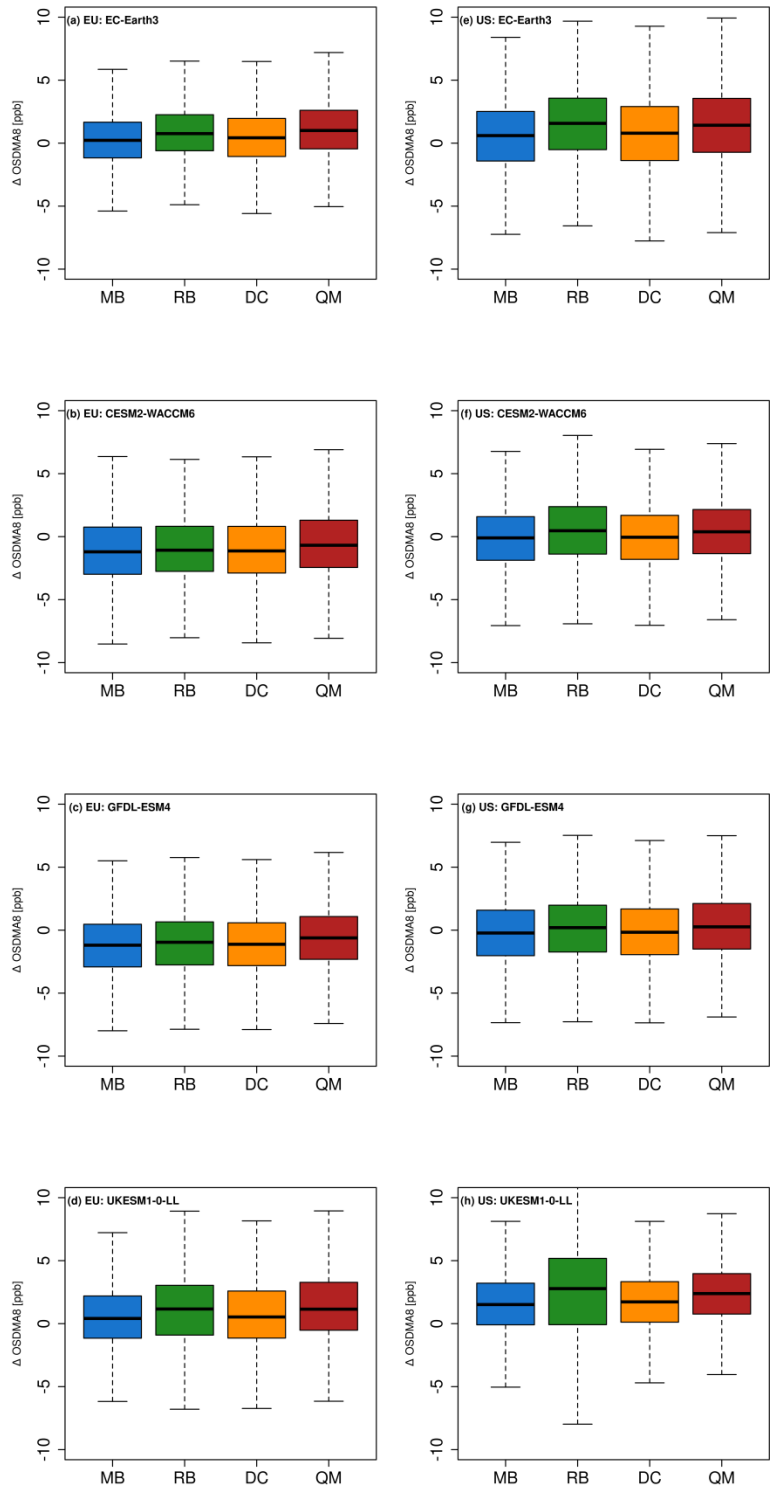 (a) EU: EC-Earth3
Δ OSDMA8 [ppb]
10
5
0
-5
-10
MB RB DC QM
(e) US: EC-Earth3
Δ OSDMA8 [ppb]
10
5
0
-5
-10
MB RB DC QM
(b) EU: CESM2-WACCM6
Δ OSDMA8 [ppb]
10
5
0
-5
-10
MB RB DC QM
(f) US: CESM2-WACCM6
Δ OSDMA8 [ppb]
10
5
0
-5
-10
MB RB DC QM
(c) EU: GFDL-ESM4
Δ OSDMA8 [ppb]
10
5
0
-5
-10
MB RB DC QM
(g) US: GFDL-ESM4
Δ OSDMA8 [ppb]
10
5
0
-5
-10
MB RB DC QM
(d) EU: UKESM1-0-LL
Δ OSDMA8 [ppb]
10
5
0
-5
-10
MB RB DC QM
(h) US: UKESM1-0-LL
Δ OSDMA8 [ppb]
10
5
0
-5
-10
MB RB DC QM